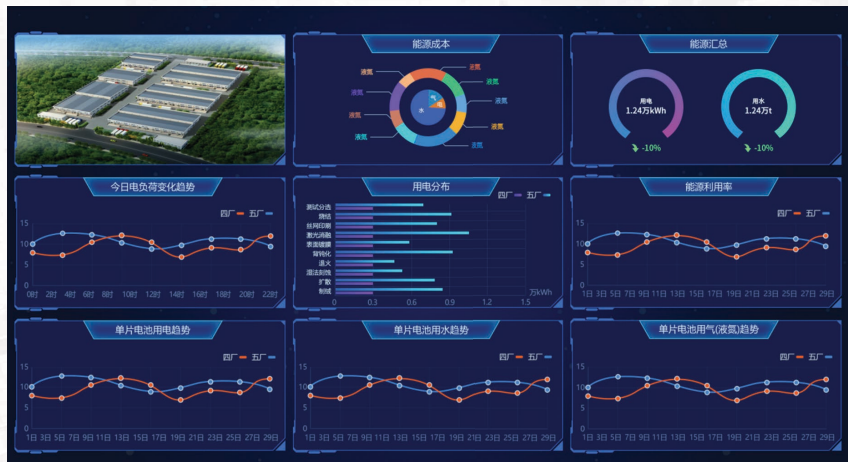 能源成本
液氮
液氮
液氮
液氮
液氮
液氮
液氮
液氮
液氮
气
电
水
能源汇总
用电
1.24万kWh
-10%
用水
1.24万t
-10%
今日电负荷变化趋势
四厂 五厂
15
10
5
0
0时 2时 4时 6时 8时 10时 12时 14时 16时 18时 20时 22时
用电分布
四厂 五厂
测试分选
烧结
丝网印刷
激光消融
表面镀膜
背钝化
退火
湿法刻蚀
扩散
制绒
0 0.3 0.6 0.9 1.2 1.5
万kWh
能源利用率
四厂 五厂
15
10
5
0
1日 3日 5日 7日 9日 11日 13日 15日 17日 19日 21日 23日 25日 27日 29日
单片电池用电趋势
四厂 五厂
15
10
5
0
1日 3日 5日 7日 9日 11日 13日 15日 17日 19日 21日 23日 25日 27日 29日
单片电池用水趋势
四厂 五厂
15
10
5
0
1日 3日 5日 7日 9日 11日 13日 15日 17日 19日 21日 23日 25日 27日 29日
单片电池用气(液氮)趋势
四厂 五厂
15
10
5
0
1日 3日 5日 7日 9日 11日 13日 15日 17日 19日 21日 23日 25日 27日 29日